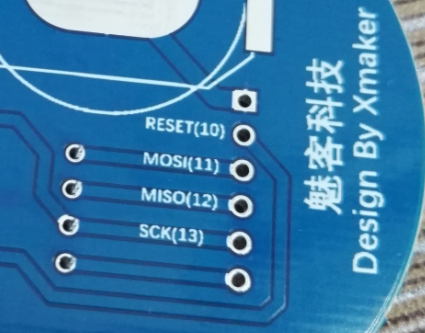 RESET(10)
MOSI(11)
MISO(12)
SCK(13)
魅客科技
Design By Xmaker